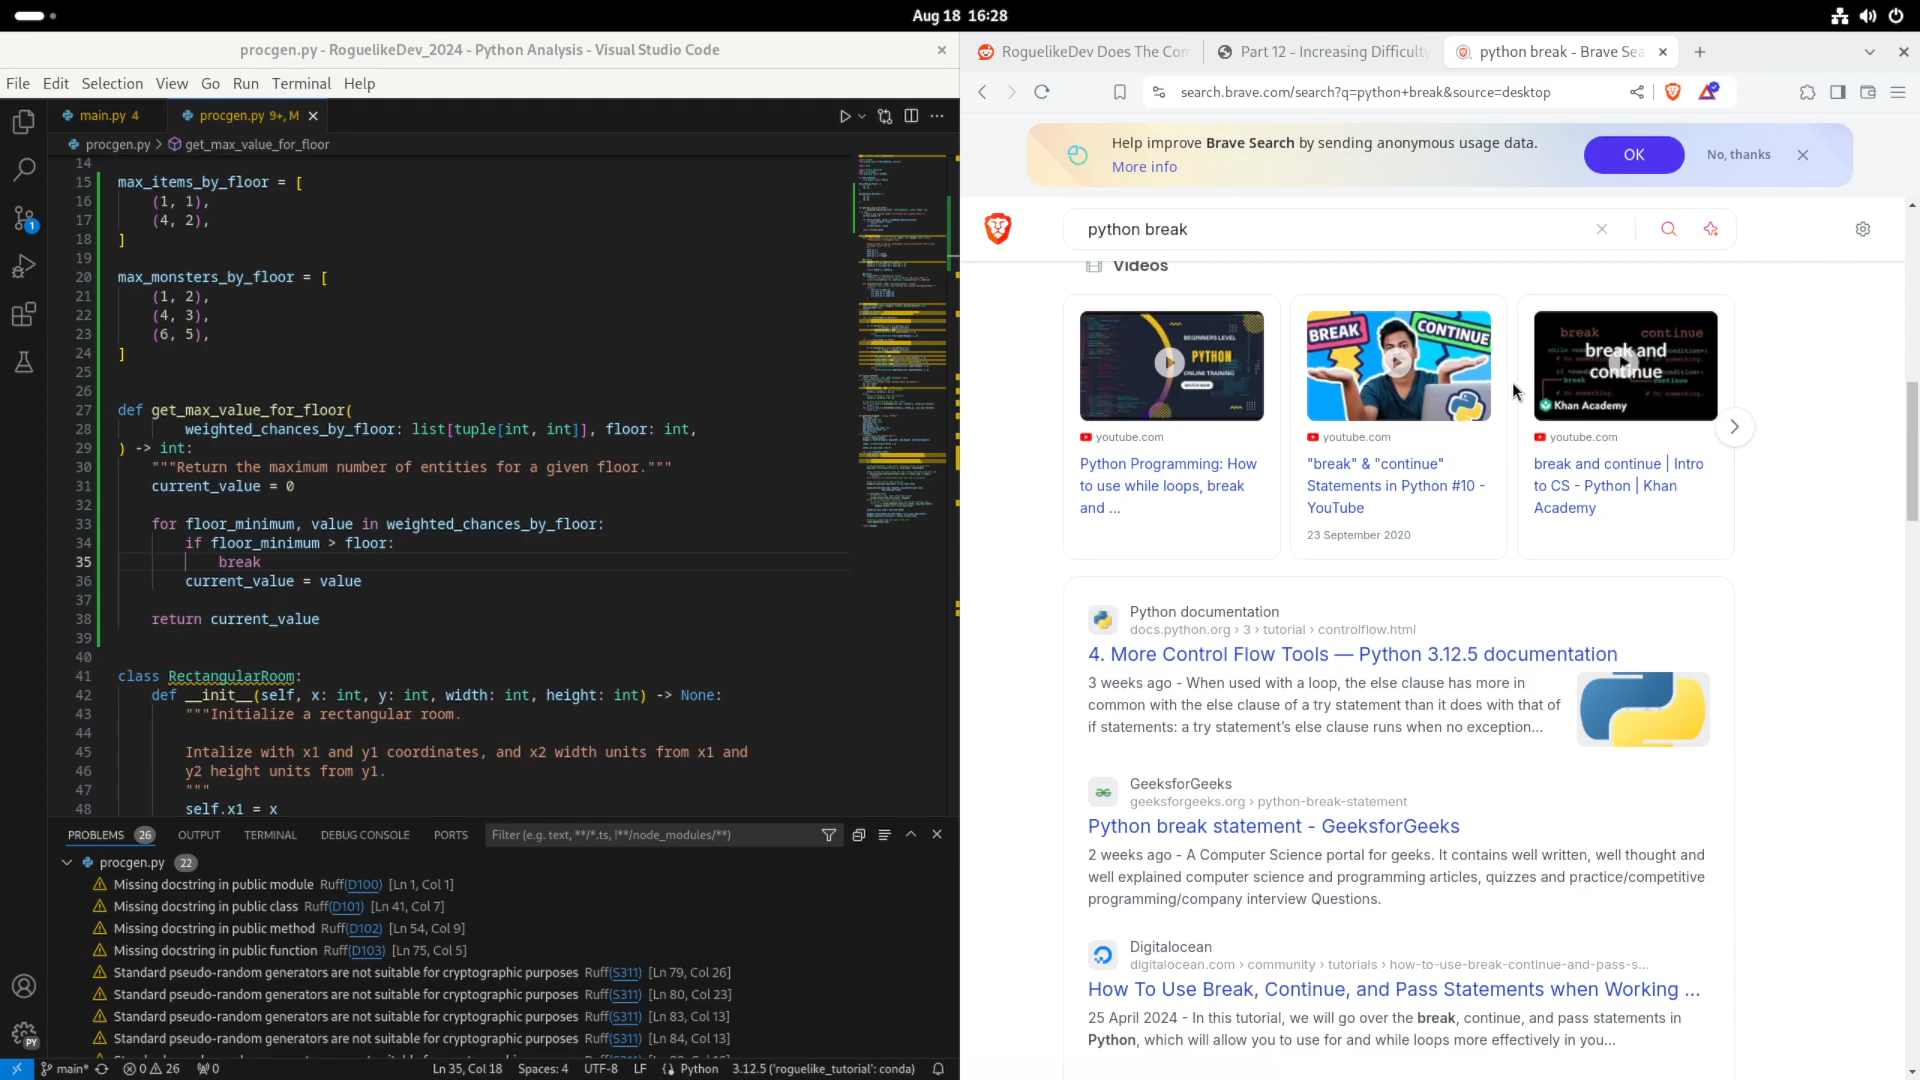 Aug 18 16:28
procgen.py - RoguelikeDev_2024 - Python Analysis - Visual Studio Code
File Edit Selection View Go Run Terminal Help
main.py 4
procgen.py 9+, M
procgen.py > get_max_value_for_floor
14
15 max_items_by_floor = [
16 (1, 1),
17 (4, 2),
18 ]
19
20 max_monsters_by_floor = [
21 (1, 2),
22 (4, 3),
23 (6, 5),
24 ]
25
26
27 def get_max_value_for_floor(
28 weighted_chances_by_floor: list[tuple[int, int]], floor: int,
29 ) -> int:
30 """Return the maximum number of entities for a given floor."""
31 current_value = 0
32
33 for floor_minimum, value in weighted_chances_by_floor:
34 if floor_minimum > floor:
35 break
36 current_value = value
37
38 return current_value
39
40
41 class RectangularRoom:
42 def __init__(self, x: int, y: int, width: int, height: int) -> None:
43 """Initialize a rectangular room.
44
45 Intalize with x1 and y1 coordinates, and x2 width units from x1 and
46 y2 height units from y1.
47 """
48 self.x1 = x
1
PY
PROBLEMS 26 OUTPUT TERMINAL DEBUG CONSOLE PORTS Filter (e.g. text, **/*.ts, !**/node_modules/**)
procgen.py 22
Missing docstring in public module Ruff(D100) [Ln 1, Col 1]
Missing docstring in public class Ruff(D101) [Ln 41, Col 7]
Missing docstring in public method Ruff(D102) [Ln 54, Col 9]
Missing docstring in public function Ruff(D103) [Ln 75, Col 5]
Standard pseudo-random generators are not suitable for cryptographic purposes Ruff(S311) [Ln 79, Col 26]
Standard pseudo-random generators are not suitable for cryptographic purposes Ruff(S311) [Ln 80, Col 23]
Standard pseudo-random generators are not suitable for cryptographic purposes Ruff(S311) [Ln 83, Col 13]
Standard pseudo-random generators are not suitable for cryptographic purposes Ruff(S311) [Ln 84, Col 13]
main* 0 26 0 Ln 35, Col 18 Spaces: 4 UTF-8 LF Python 3.12.5 ('roguelike_tutorial': conda)
RoguelikeDev Does The Com
Part 12 - Increasing Difficulty
python break - Brave Sea
search.brave.com/search?q=python+break&source=desktop
Help improve Brave Search by sending anonymous usage data.
More info
OK
No, thanks
python break
Videos
BEGINNERS LEVEL
PYTHON
ONLINE TRAINING
WATCH NOW
youtube.com
Python Programming: How
to use while loops, break
and ...
BREAK
CONTINUE
youtube.com
"break" & "continue"
Statements in Python #10 -
YouTube
23 September 2020
break continue
break and
continue
Khan Academy
youtube.com
break and continue | Intro
to CS - Python | Khan
Academy
Python documentation
docs.python.org › 3 › tutorial › controlflow.html
4. More Control Flow Tools — Python 3.12.5 documentation
3 weeks ago - When used with a loop, the else clause has more in
common with the else clause of a try statement than it does with that of
if statements: a try statement's else clause runs when no exception...
GeeksforGeeks
geeksforgeeks.org › python-break-statement
Python break statement - GeeksforGeeks
2 weeks ago - A Computer Science portal for geeks. It contains well written, well thought and
well explained computer science and programming articles, quizzes and practice/competitive
programming/company interview Questions.
Digitalocean
digitalocean.com › community › tutorials › how-to-use-break-continue-and-pass-s...
How To Use Break, Continue, and Pass Statements when Working ...
25 April 2024 - In this tutorial, we will go over the break, continue, and pass statements in
Python, which will allow you to use for and while loops more effectively in you...